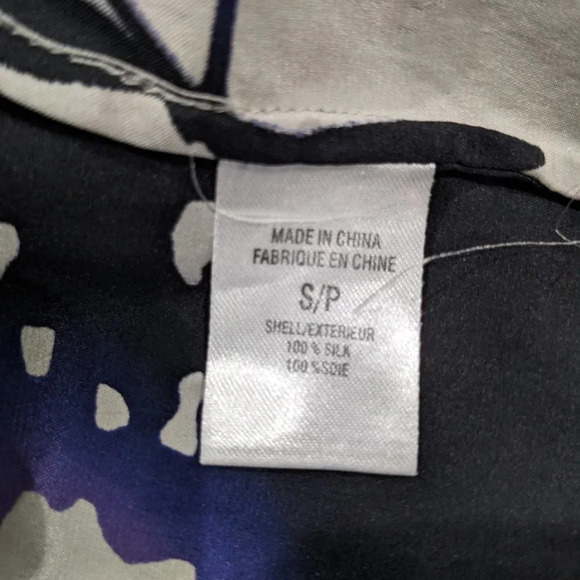 MADE IN CHINA
FABRIQUE EN CHINE
S/P
SHELL/EXTERIEUR
100 % SILK
100 %SOIE